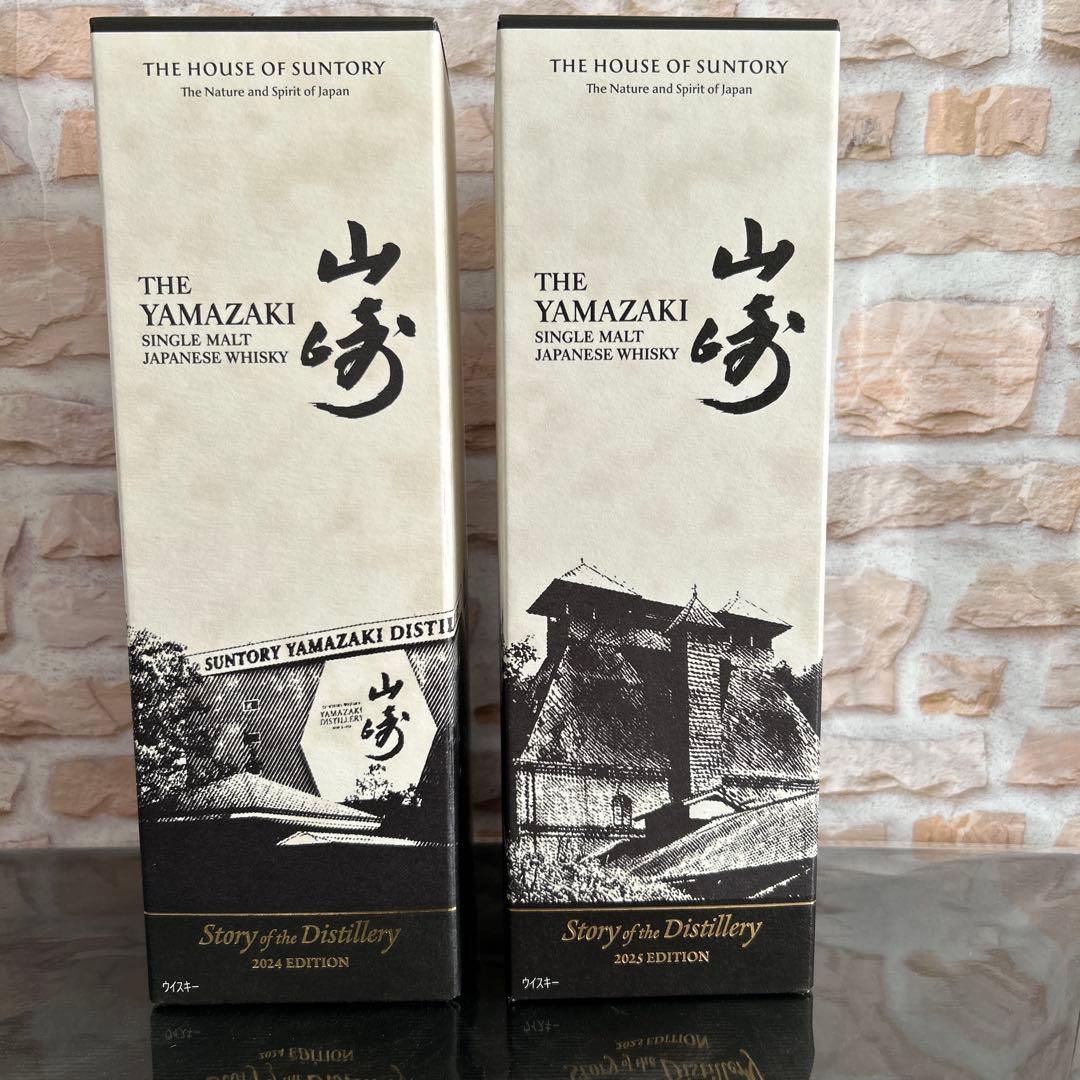 THE HOUSE OF SUNTORY
The Nature and Spirit of Japan
THE
YAMAZAKI
SINGLE MALT
JAPANESE WHISKY
山崎
SUNTORY YAMAZAKI DISTIL
山崎
YAMAZAKI
DISTILLERY
Story of the Distillery
2024 EDITION
ウイスキー
THE HOUSE OF SUNTORY
The Nature and Spirit of Japan
THE
YAMAZAKI
SINGLE MALT
JAPANESE WHISKY
山崎
Story of the Distillery
2025 EDITION
ウイスキー